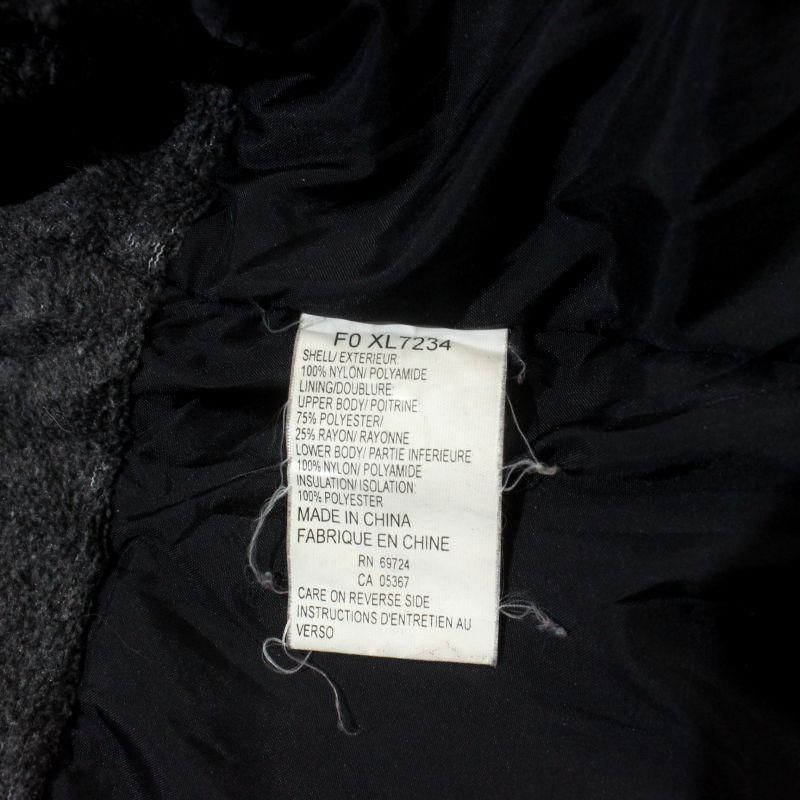 F0 XL7234
SHELL/ EXTERIEUR:
100% NYLON/ POLYAMIDE
LINING/DOUBLURE:
UPPER BODY/ POITRINE:
75% POLYESTER/
25% RAYON/ RAYONNE
LOWER BODY/ PARTIE INFERIEURE
100% NYLON/ POLYAMIDE
INSULATION/ISOLATION:
100% POLYESTER
MADE IN CHINA
FABRIQUE EN CHINE
RN 69724
CA 05367
CARE ON REVERSE SIDE
INSTRUCTIONS D'ENTRETIEN AU
VERSO